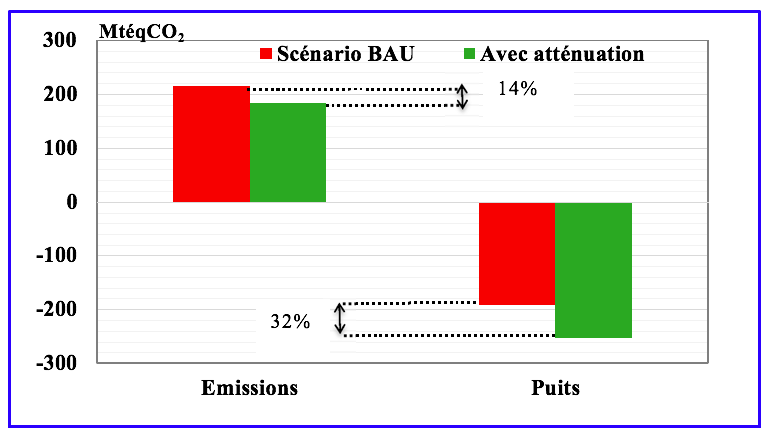 MtéqCO₂
300
Scénario BAU
Avec atténuation
200
14%
100
0
-100
-200
32%
-300
Emissions
Puits